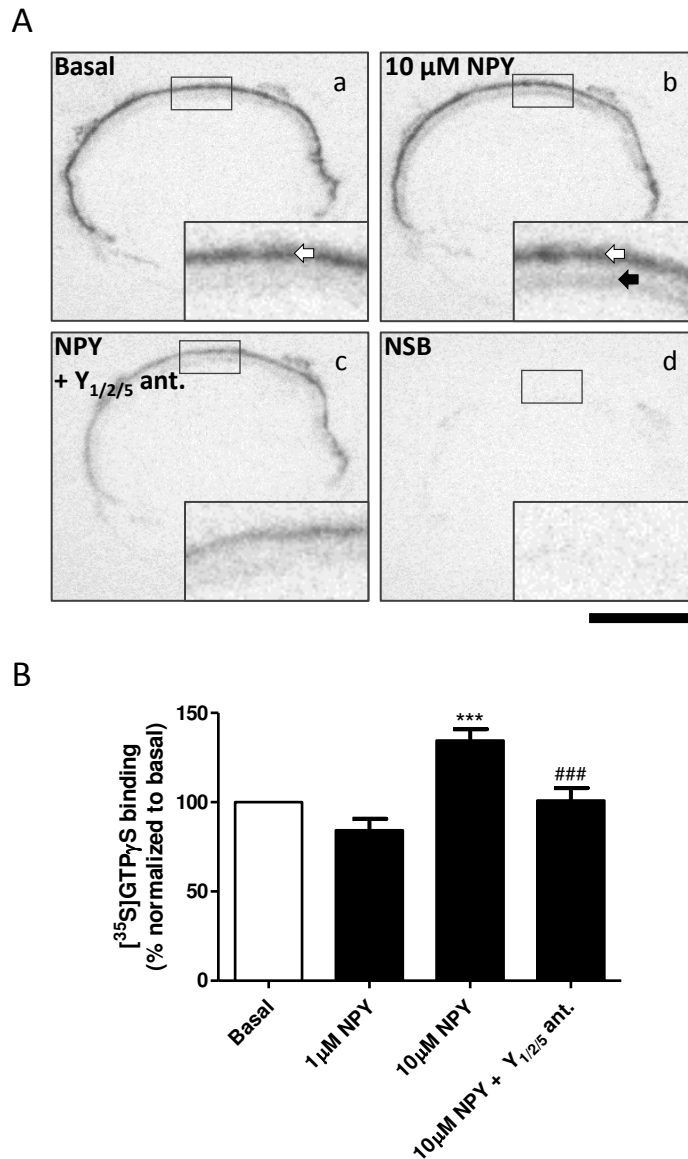 A
Basal
a
10 μM NPY
b
NPY
+ Y1/2/5 ant.
c
NSB
d
B
[35S]GTPγS binding
(% normalized to basal)
150
100
50
0
***
###
Basal
1μM NPY
10μM NPY
10μM NPY + Y1/2/5 ant.